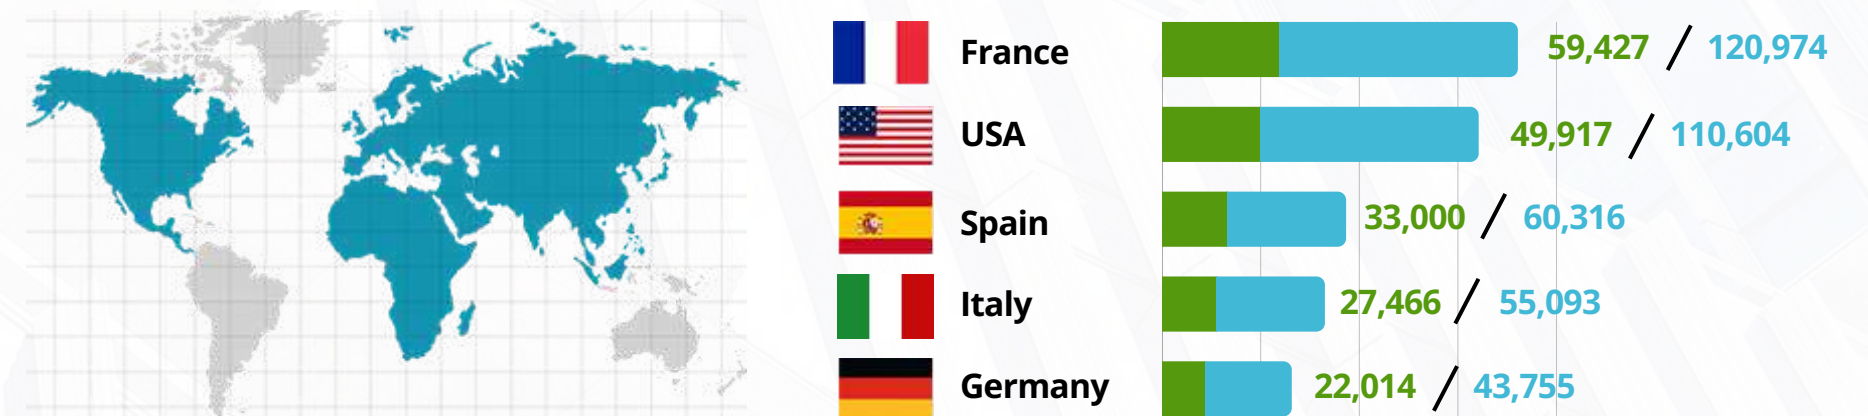 France 59,427 / 120,974
USA 49,917 / 110,604
Spain 33,000 / 60,316
Italy 27,466 / 55,093
Germany 22,014 / 43,755